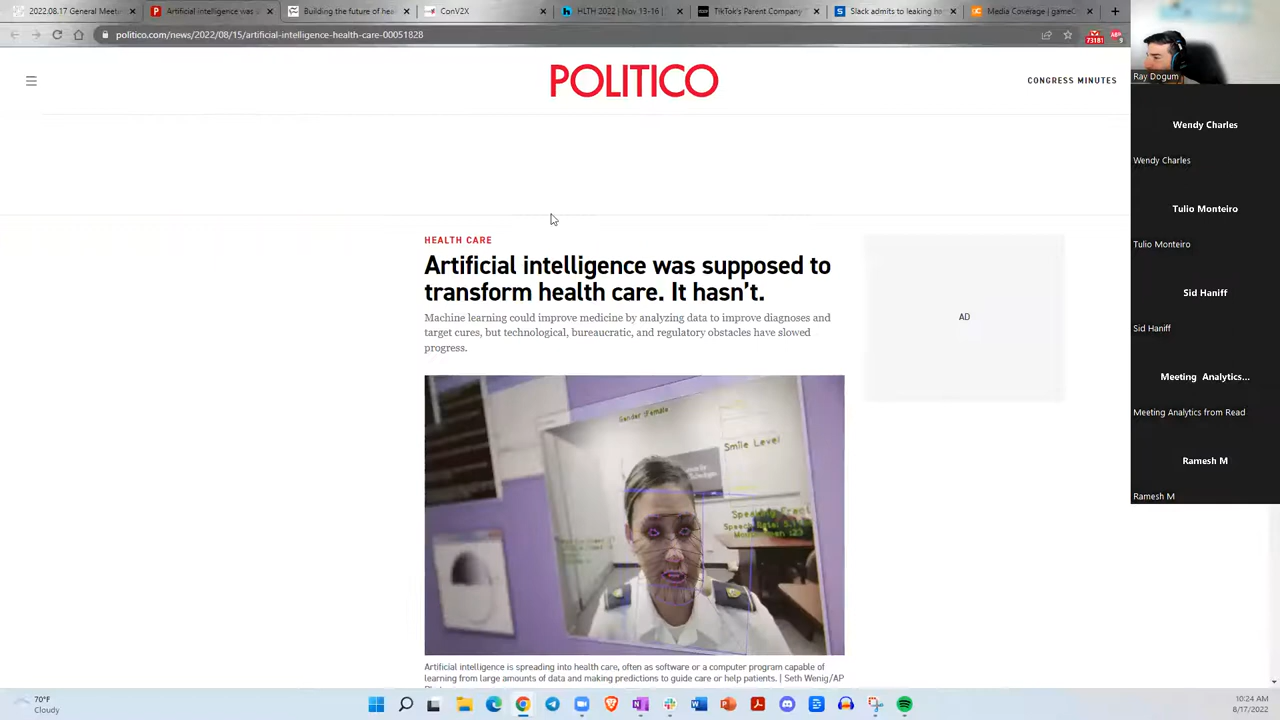 2022.08.17 General Meet
Artificial intelligence was s
Building the future of hea
ConV2X
HLTH 2022 | Nov 13-16 |
TikTok's Parent Company
Slack admits to leaking ha
Media Coverage | gameC
politico.com/news/2022/08/15/artificial-intelligence-health-care-00051828
73181
9
POLITICO
CONGRESS MINUTES
HEALTH CARE
Artificial intelligence was supposed to
transform health care. It hasn't.
Machine learning could improve medicine by analyzing data to improve diagnoses and
target cures, but technological, bureaucratic, and regulatory obstacles have slowed
progress.
AD
Gender :Female
Smile Level
Artificial intelligence is spreading into health care, often as software or a computer program capable of
learning from large amounts of data and making predictions to guide care or help patients. | Seth Wenig/AP
Ray Dogum
Wendy Charles
Wendy Charles
Tulio Monteiro
Tulio Monteiro
Sid Haniff
Sid Haniff
Meeting Analytics...
Meeting Analytics from Read
Ramesh M
Ramesh M
70°F
Cloudy
10:24 AM
8/17/2022